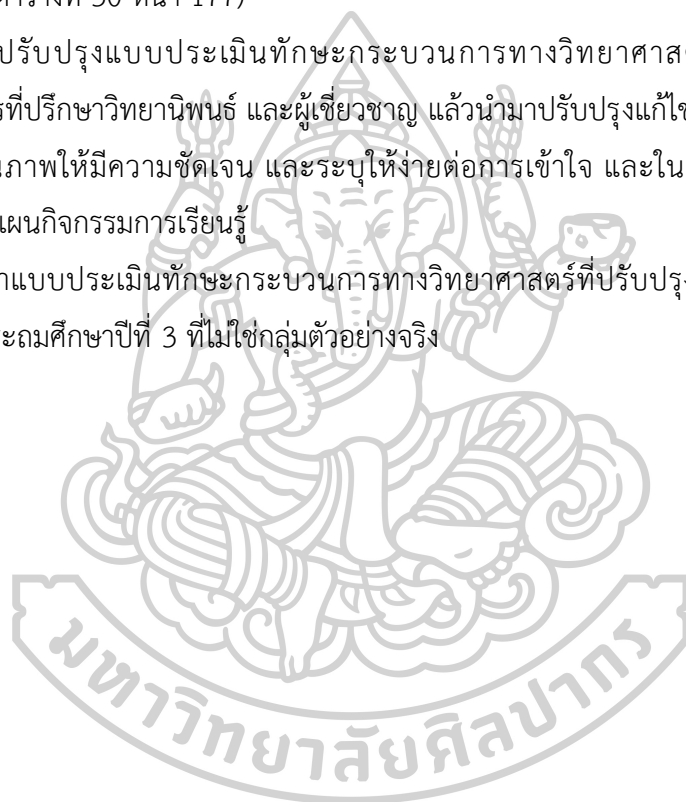 ตารางที่ 30 หน้า 177)
ปรับปรุงแบบประเมินทักษะกระบวนการทางวิทยาศาส
รที่ปรึกษาวิทยานิพนธ์ และผู้เชี่ยวชาญ แล้วนำมาปรับปรุงแก้ไข
นภาพให้มีความชัดเจน และระบุให้ง่ายต่อการเข้าใจ และใน
แผนกิจกรรมการเรียนรู้
าแบบประเมินทักษะกระบวนการทางวิทยาศาสตร์ที่ปรับปรุง
ะถมศึกษาปีที่ 3 ที่ไม่ใช่กลุ่มตัวอย่างจริง
มหาวิทยาลัยศิลปากร